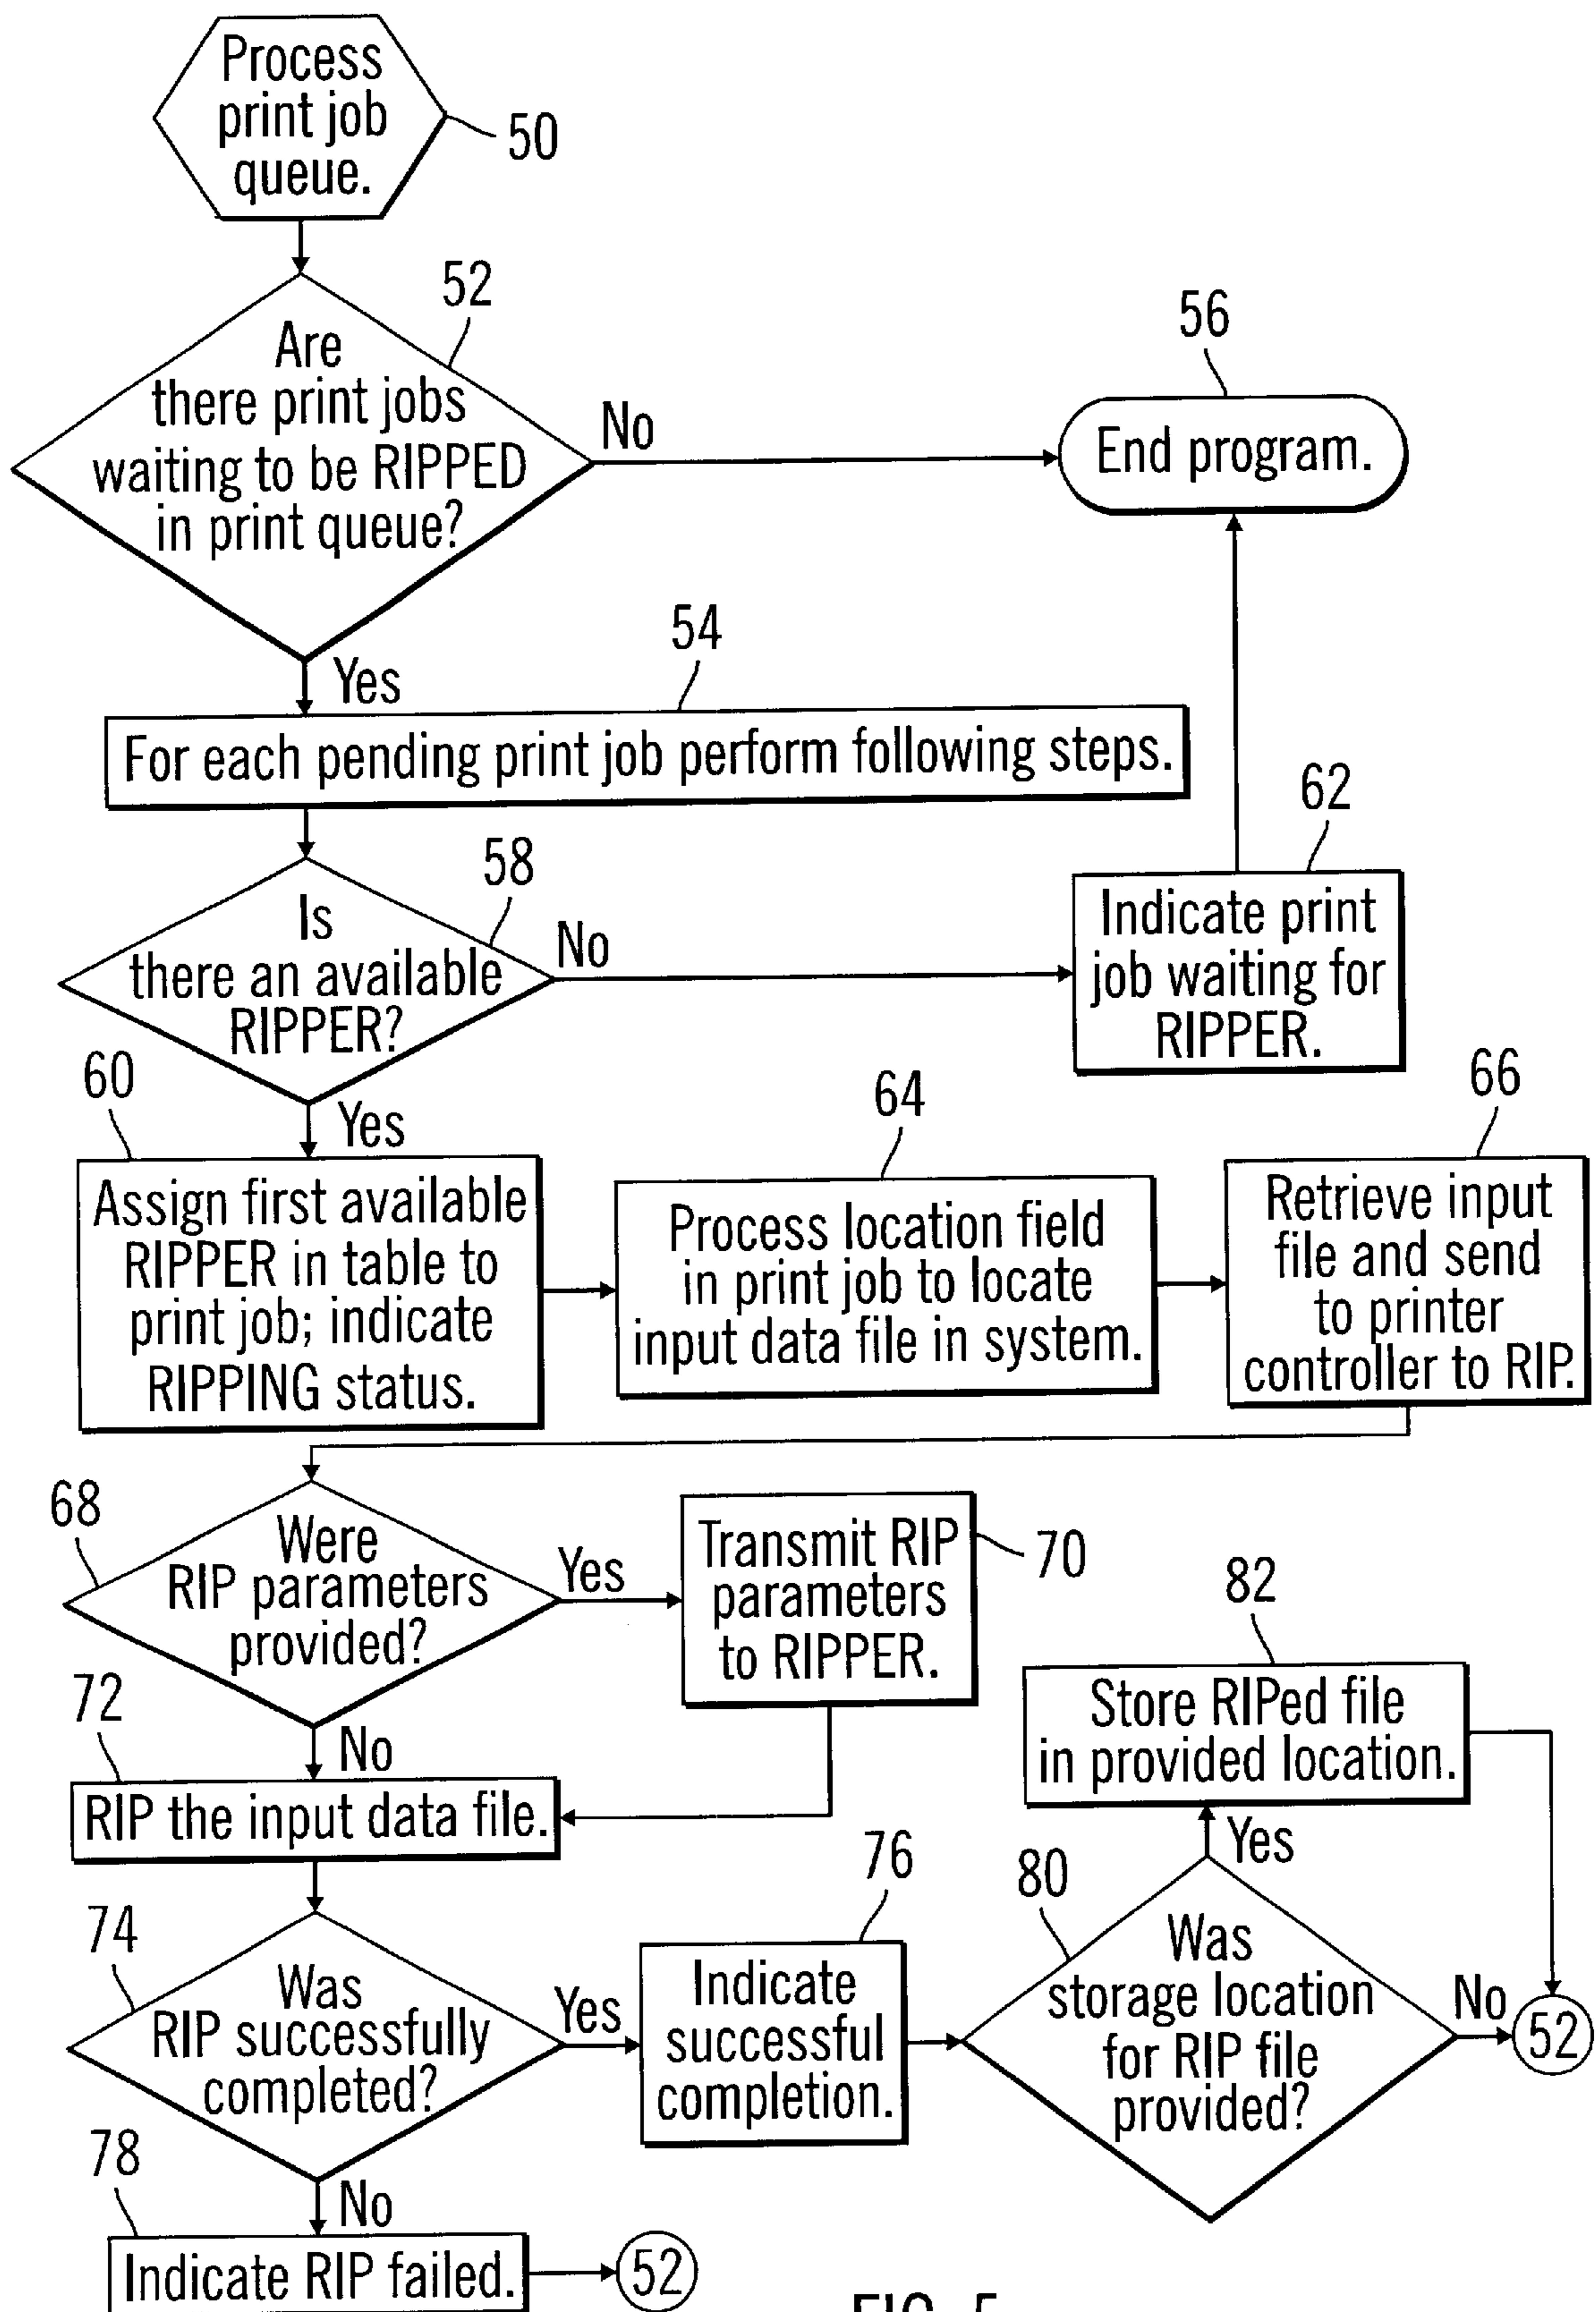 Process
print job
queue.
50
52
Are
there print jobs
waiting to be RIPPED
in print queue?
No
56
End program.
Yes
54
For each pending print job perform following steps.
58
Is
there an available
RIPPER?
No
62
Indicate print
job waiting for
RIPPER.
60
Yes
Assign first available
RIPPER in table to
print job; indicate
RIPPING status.
64
Process location field
in print job to locate
input data file in system.
66
Retrieve input
file and send
to printer
controller to RIP.
68
Were
RIP parameters
provided?
Yes
Transmit RIP
parameters
to RIPPER.
70
82
Store RIPed file
in provided location.
72
No
RIP the input data file.
74
Was
RIP successfully
completed?
Yes
76
Indicate
successful
completion.
80
Yes
Was
storage location
for RIP file
provided?
No
52
78
No
Indicate RIP failed.
52
FIG. 5